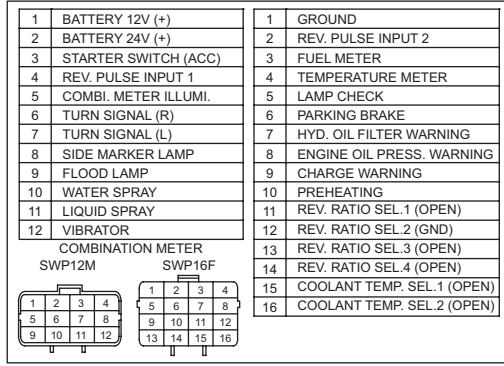 1 BATTERY 12V (+)
2 BATTERY 24V (+)
3 STARTER SWITCH (ACC)
4 REV. PULSE INPUT 1
5 COMBI. METER ILLUMI.
6 TURN SIGNAL (R)
7 TURN SIGNAL (L)
8 SIDE MARKER LAMP
9 FLOOD LAMP
10 WATER SPRAY
11 LIQUID SPRAY
12 VIBRATOR
COMBINATION METER
SWP12M
1 2 3 4
5 6 7 8
9 10 11 12
SWP16F
1 2 3 4
5 6 7 8
9 10 11 12
13 14 15 16
1 GROUND
2 REV. PULSE INPUT 2
3 FUEL METER
4 TEMPERATURE METER
5 LAMP CHECK
6 PARKING BRAKE
7 HYD. OIL FILTER WARNING
8 ENGINE OIL PRESS. WARNING
9 CHARGE WARNING
10 PREHEATING
11 REV. RATIO SEL.1 (OPEN)
12 REV. RATIO SEL.2 (GND)
13 REV. RATIO SEL.3 (OPEN)
14 REV. RATIO SEL.4 (OPEN)
15 COOLANT TEMP. SEL.1 (OPEN)
16 COOLANT TEMP. SEL.2 (OPEN)